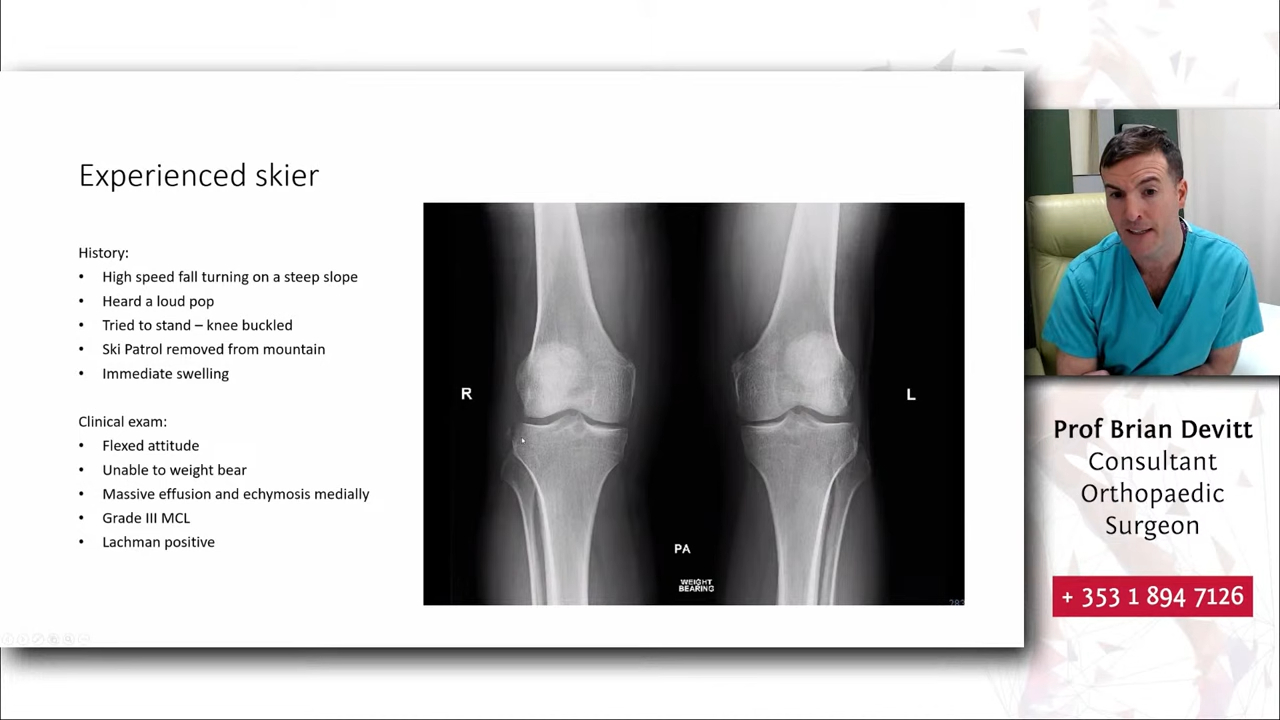 Experienced skier
History:
• High speed fall turning on a steep slope
• Heard a loud pop
• Tried to stand – knee buckled
• Ski Patrol removed from mountain
• Immediate swelling
Clinical exam:
• Flexed attitude
• Unable to weight bear
• Massive effusion and echymosis medially
• Grade III MCL
• Lachman positive
R
L
PA
WEIGHT
BEARING
Prof Brian Devitt
Consultant
Orthopaedic
Surgeon
+ 353 1 894 7126